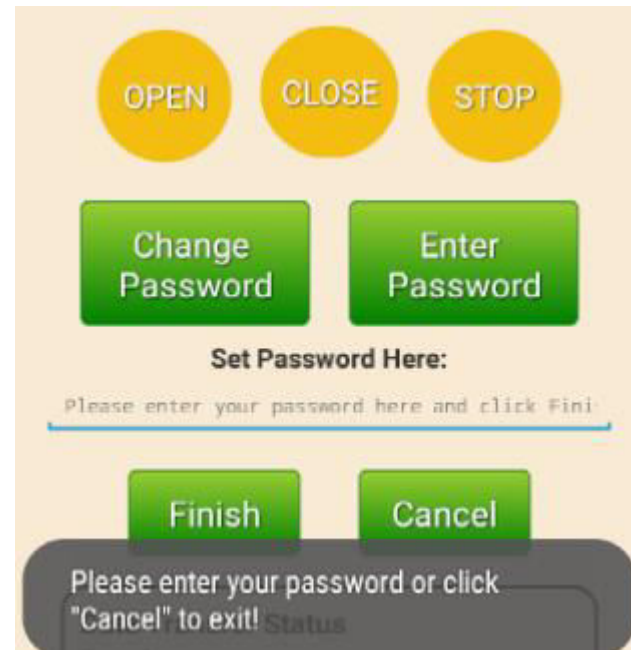 OPEN CLOSE STOP
Change Enter
Password Password
Set Password Here:
Please enter your password here and click Fini
Finish Cancel
Please enter your password or click
"Cancel" to exit!
Status